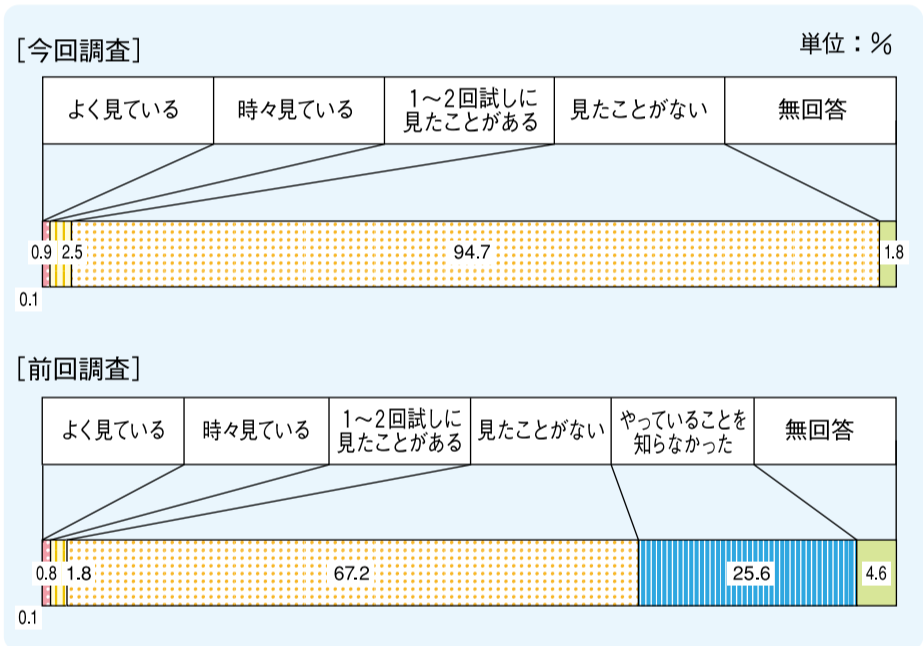 ［今回調査］
単位：％
よく見ている
時々見ている
1～2回試しに
見たことがある
見たことがない
無回答
0.9
2.5
94.7
1.8
0.1
［前回調査］
よく見ている
時々見ている
1～2回試しに
見たことがある
見たことがない
やっていることを
知らなかった
無回答
0.8
1.8
67.2
25.6
4.6
0.1